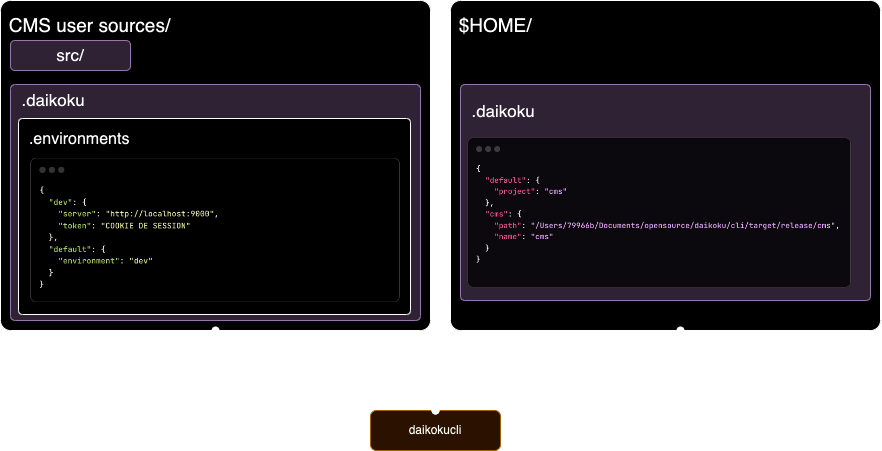 CMS user sources/
src/
.daikoku
.environments
{
"dev": {
"server": "http://localhost:9000",
"token": "COOKIE DE SESSION"
},
"default": {
"environment": "dev"
}
}
$HOME/
.daikoku
{
"default": {
"project": "cms"
},
"cms": {
"path": "/Users/79966b/Documents/opensource/daikoku/cli/target/release/cms",
"name": "cms"
}
}
daikokucli